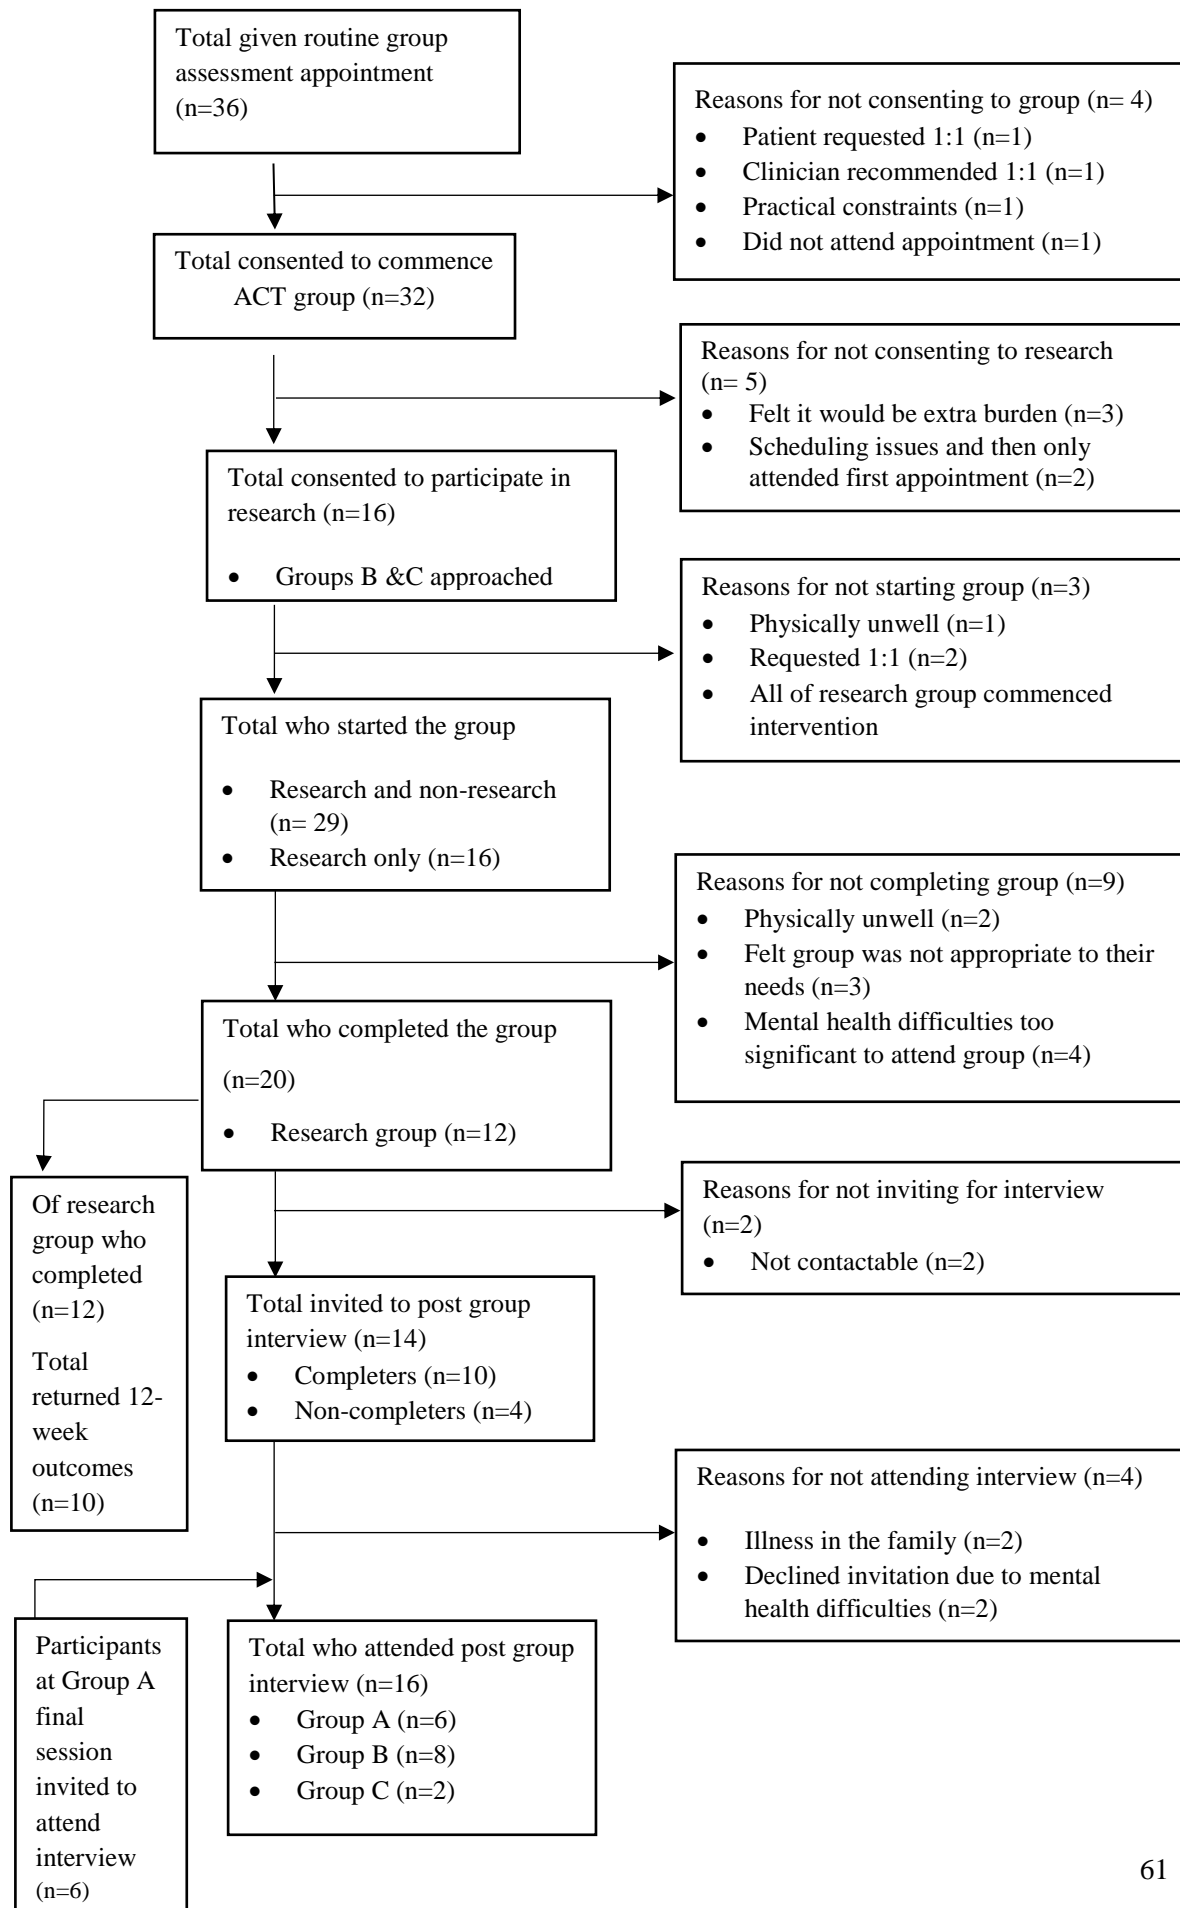 Total given routine group
assessment appointment
(n=36)
Reasons for not consenting to group (n= 4)
• Patient requested 1:1 (n=1)
• Clinician recommended 1:1 (n=1)
• Practical constraints (n=1)
• Did not attend appointment (n=1)
Total consented to commence
ACT group (n=32)
Reasons for not consenting to research
(n= 5)
• Felt it would be extra burden (n=3)
• Scheduling issues and then only
attended first appointment (n=2)
Total consented to participate in
research (n=16)
• Groups B &C approached
Reasons for not starting group (n=3)
• Physically unwell (n=1)
• Requested 1:1 (n=2)
• All of research group commenced
intervention
Total who started the group
• Research and non-research
(n= 29)
• Research only (n=16)
Reasons for not completing group (n=9)
• Physically unwell (n=2)
• Felt group was not appropriate to their
needs (n=3)
• Mental health difficulties too
significant to attend group (n=4)
Total who completed the group
(n=20)
• Research group (n=12)
Of research
group who
completed
(n=12)
Total
returned 12-
week
outcomes
(n=10)
Reasons for not inviting for interview
(n=2)
• Not contactable (n=2)
Total invited to post group
interview (n=14)
• Completers (n=10)
• Non-completers (n=4)
Reasons for not attending interview (n=4)
• Illness in the family (n=2)
• Declined invitation due to mental
health difficulties (n=2)
Participants
at Group A
final
session
invited to
attend
interview
(n=6)
Total who attended post group
interview (n=16)
• Group A (n=6)
• Group B (n=8)
• Group C (n=2)
61